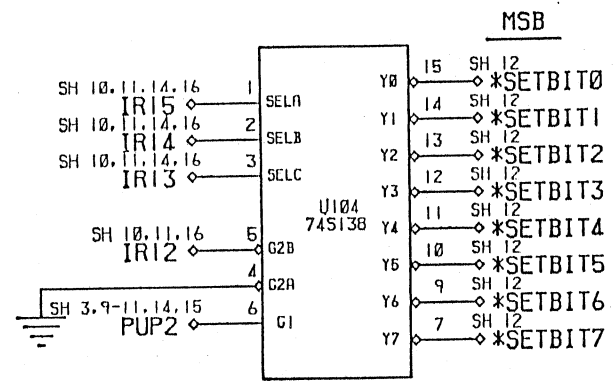 MSB
SH 10,11,14,16
IR15
1
SELA
SH 10,11,14,16
IR14
2
SELB
SH 10,11,14,16
IR13
3
SELC
U104
74S138
SH 10,11,16
IR12
5
G2B
4
G2A
SH 3,9-11,14,15
PUP2
6
G1
Y0 15 SH 12
*SETBIT0
Y1 14 SH 12
*SETBIT1
Y2 13 SH 12
*SETBIT2
Y3 12 SH 12
*SETBIT3
Y4 11 SH 12
*SETBIT4
Y5 10 SH 12
*SETBIT5
Y6 9 SH 12
*SETBIT6
Y7 7 SH 12
*SETBIT7